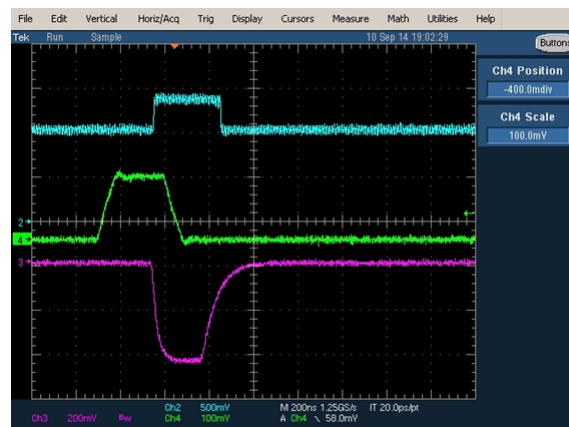 File Edit Vertical Horiz/Acq Trig Display Cursors Measure Math Utilities Help
Tek Run Sample 10 Sep 14 19:02:29
Buttons
Ch4 Position
-400.0mdiv
Ch4 Scale
100.0mV
2
4
3
Ch2 500mV M 200ns 1.25GS/s IT 20.0ps/pt
Ch3 200mV Bw Ch4 100mV A Ch4 \ 58.0mV